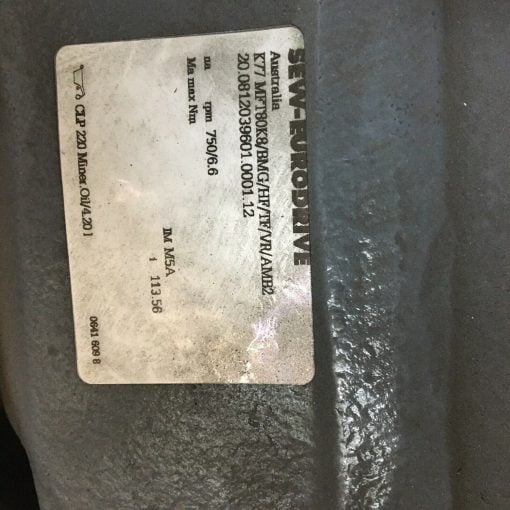 SEW-EURODRIVE
Australia
K77 MFT80K8/BMG/HF/TF/VR/AMB2
20.0812039601.0001.12
na rpm 750/6.6
Ma max Nm
IM M5A
i 113.56
CLP 220 Miner.Oil/4.20 l
0641 609 8